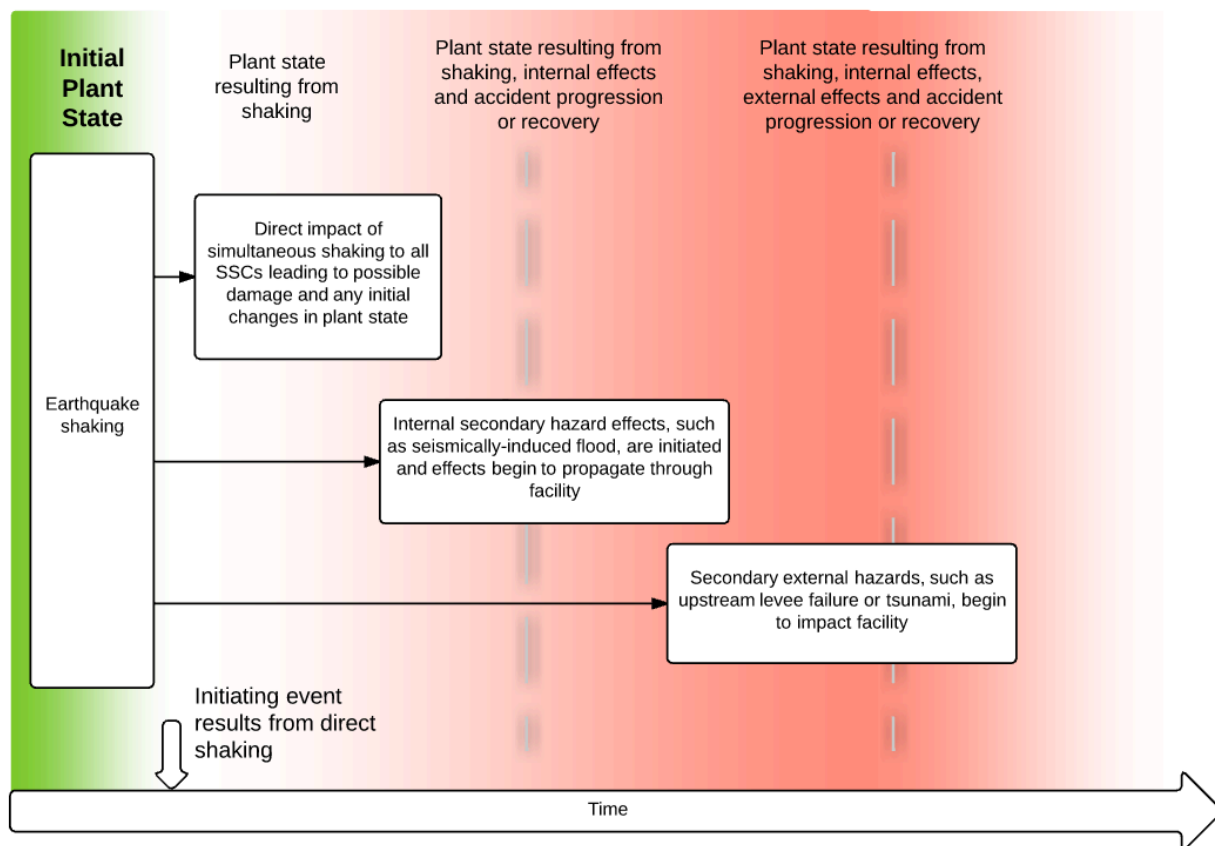 Initial
Plant
State
Plant state
resulting from
shaking
Plant state resulting from
shaking, internal effects
and accident progression
or recovery
Plant state resulting from
shaking, internal effects,
external effects and accident
progression or recovery
Earthquake
shaking
Direct impact of
simultaneous shaking to all
SSCs leading to possible
damage and any initial
changes in plant state
Internal secondary hazard effects, such
as seismically-induced flood, are initiated
and effects begin to propagate through
facility
Secondary external hazards, such as
upstream levee failure or tsunami, begin
to impact facility
Initiating event
results from direct
shaking
Time